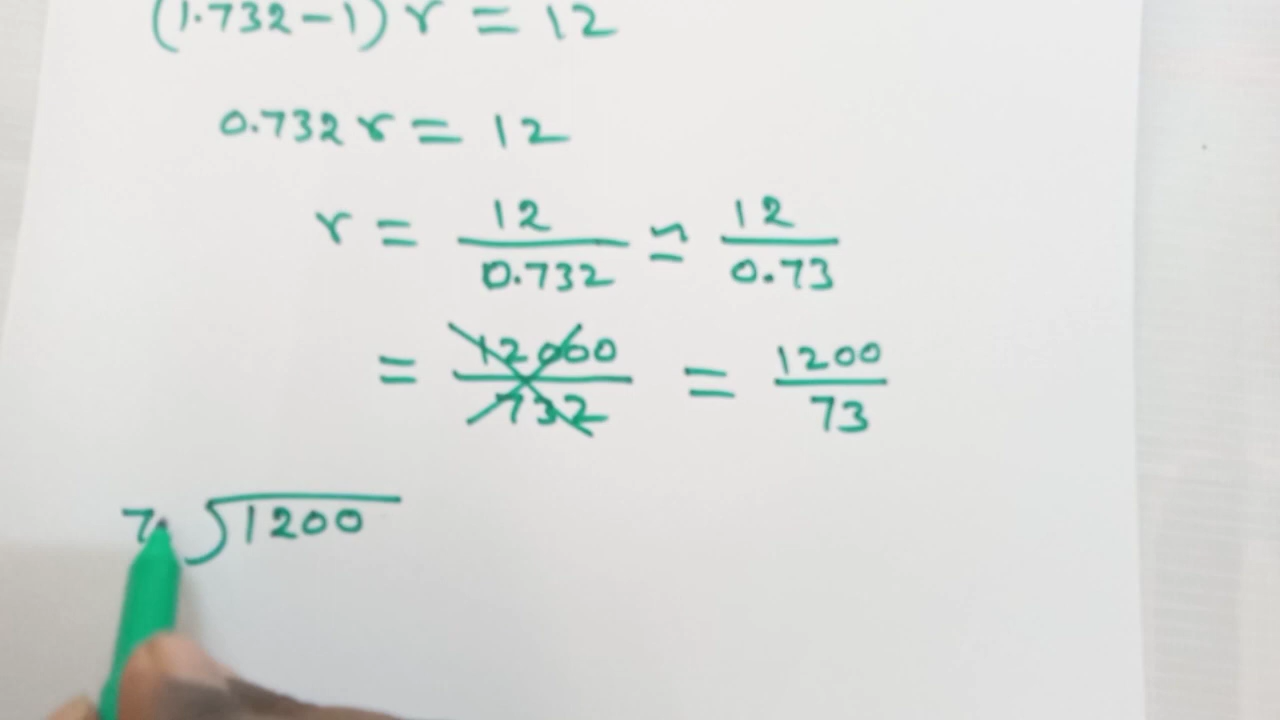 (1.732-1) r = 12
0.732 r = 12
r = 12/0.732 ≃ 12/0.73
= 12000/732 = 1200/73
7 1200